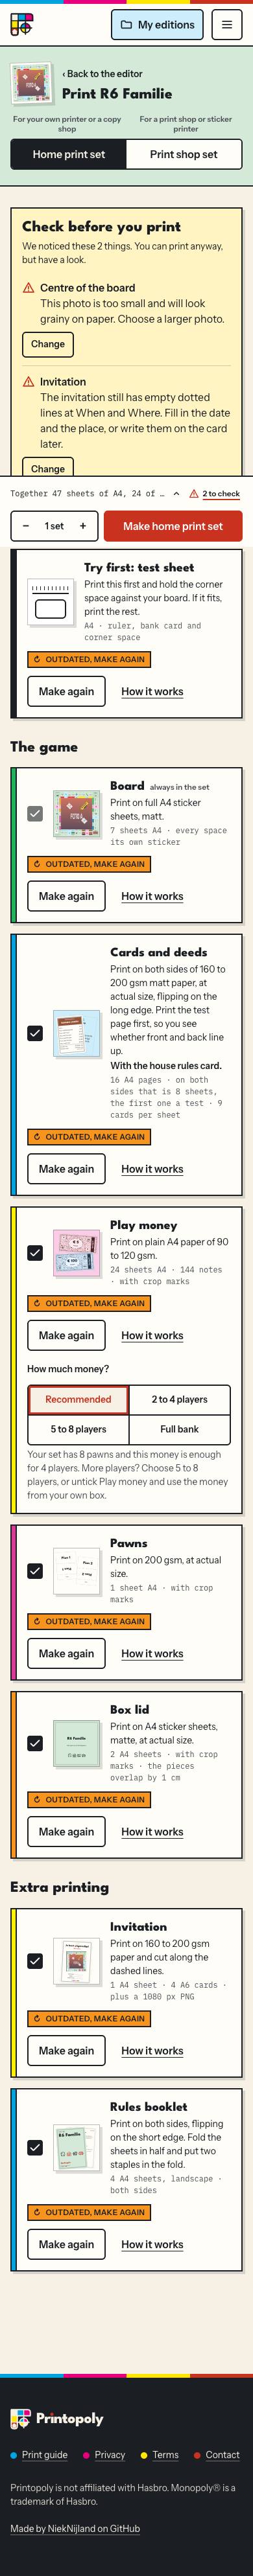 My editions
‹ Back to the editor
Print R6 Familie
For your own printer or a copy shop
For a print shop or sticker printer
Home print set
Print shop set
Check before you print
We noticed these 2 things. You can print anyway,
but have a look.
Centre of the board
This photo is too small and will look
grainy on paper. Choose a larger photo.
Change
Invitation
The invitation still has empty dotted
lines at When and Where. Fill in the date
and the place, or write them on the card
later.
Change
Together 47 sheets of A4, 24 of …
2 to check
− 1 set +
Make home print set
Try first: test sheet
Print this first and hold the corner
space against your board. If it fits,
print the rest.
A4 · ruler, bank card and
corner space
OUTDATED, MAKE AGAIN
Make again
How it works
The game
Board always in the set
Print on full A4 sticker
sheets, matt.
7 sheets A4 · every space
its own sticker
OUTDATED, MAKE AGAIN
Make again
How it works
Cards and deeds
Print on both sides of 160 to
200 gsm matt paper, at
actual size, flipping on the
long edge. Print the test
page first, so you see
whether front and back line
up.
With the house rules card.
16 A4 pages · on both
sides that is 8 sheets,
the first one a test · 9
cards per sheet
OUTDATED, MAKE AGAIN
Make again
How it works
Play money
Print on plain A4 paper of 90
to 120 gsm.
24 sheets A4 · 144 notes
· with crop marks
OUTDATED, MAKE AGAIN
Make again
How it works
How much money?
Recommended
2 to 4 players
5 to 8 players
Full bank
Your set has 8 pawns and this money is enough
for 4 players. More players? Choose 5 to 8
players, or untick Play money and use the money
from your own box.
Pawns
Print on 200 gsm, at actual
size.
1 sheet A4 · with crop
marks
OUTDATED, MAKE AGAIN
Make again
How it works
Box lid
Print on A4 sticker sheets,
matte, at actual size.
2 A4 sheets · with crop
marks · the pieces
overlap by 1 cm
OUTDATED, MAKE AGAIN
Make again
How it works
Extra printing
Invitation
Print on 160 to 200 gsm
paper and cut along the
dashed lines.
1 A4 sheet · 4 A6 cards ·
plus a 1080 px PNG
OUTDATED, MAKE AGAIN
Make again
How it works
Rules booklet
Print on both sides, flipping
on the short edge. Fold the
sheets in half and put two
staples in the fold.
R6 Familie
4 A4 sheets, landscape ·
both sides
OUTDATED, MAKE AGAIN
Make again
How it works
Printopoly
Print guide
Privacy
Terms
Contact
Printopoly is not affiliated with Hasbro. Monopoly® is a
trademark of Hasbro.
Made by NiekNijland on GitHub